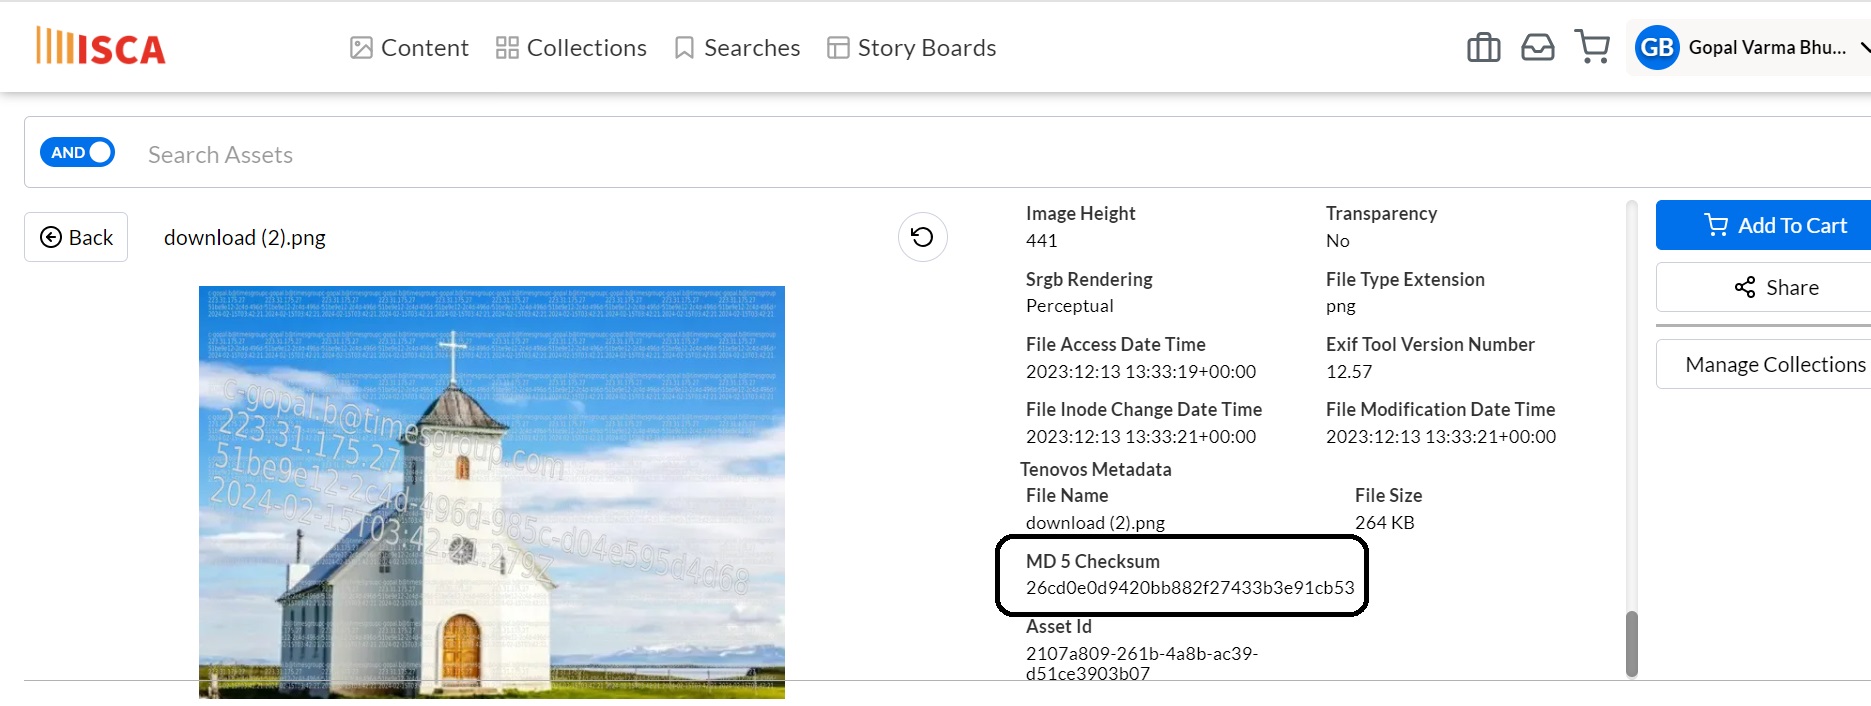 ISCA
Content
Collections
Searches
Story Boards
GB
Gopal Varma Bhu...
AND
Search Assets
Back
download (2).png
c-gopal.b@timesgroup.com
223.31.175.27
51be9e12-2c4d-496d-985c-d04e595d4d68
2024-02-15T03:42:21.279Z
Image Height
441
Transparency
No
Srgb Rendering
Perceptual
File Type Extension
png
File Access Date Time
2023:12:13 13:33:19+00:00
Exif Tool Version Number
12.57
File Inode Change Date Time
2023:12:13 13:33:21+00:00
File Modification Date Time
2023:12:13 13:33:21+00:00
Tenovos Metadata
File Name
download (2).png
File Size
264 KB
MD 5 Checksum
26cd0e0d9420bb882f27433b3e91cb53
Asset Id
2107a809-261b-4a8b-ac39-
d51ce3903b07
Add To Cart
Share
Manage Collections